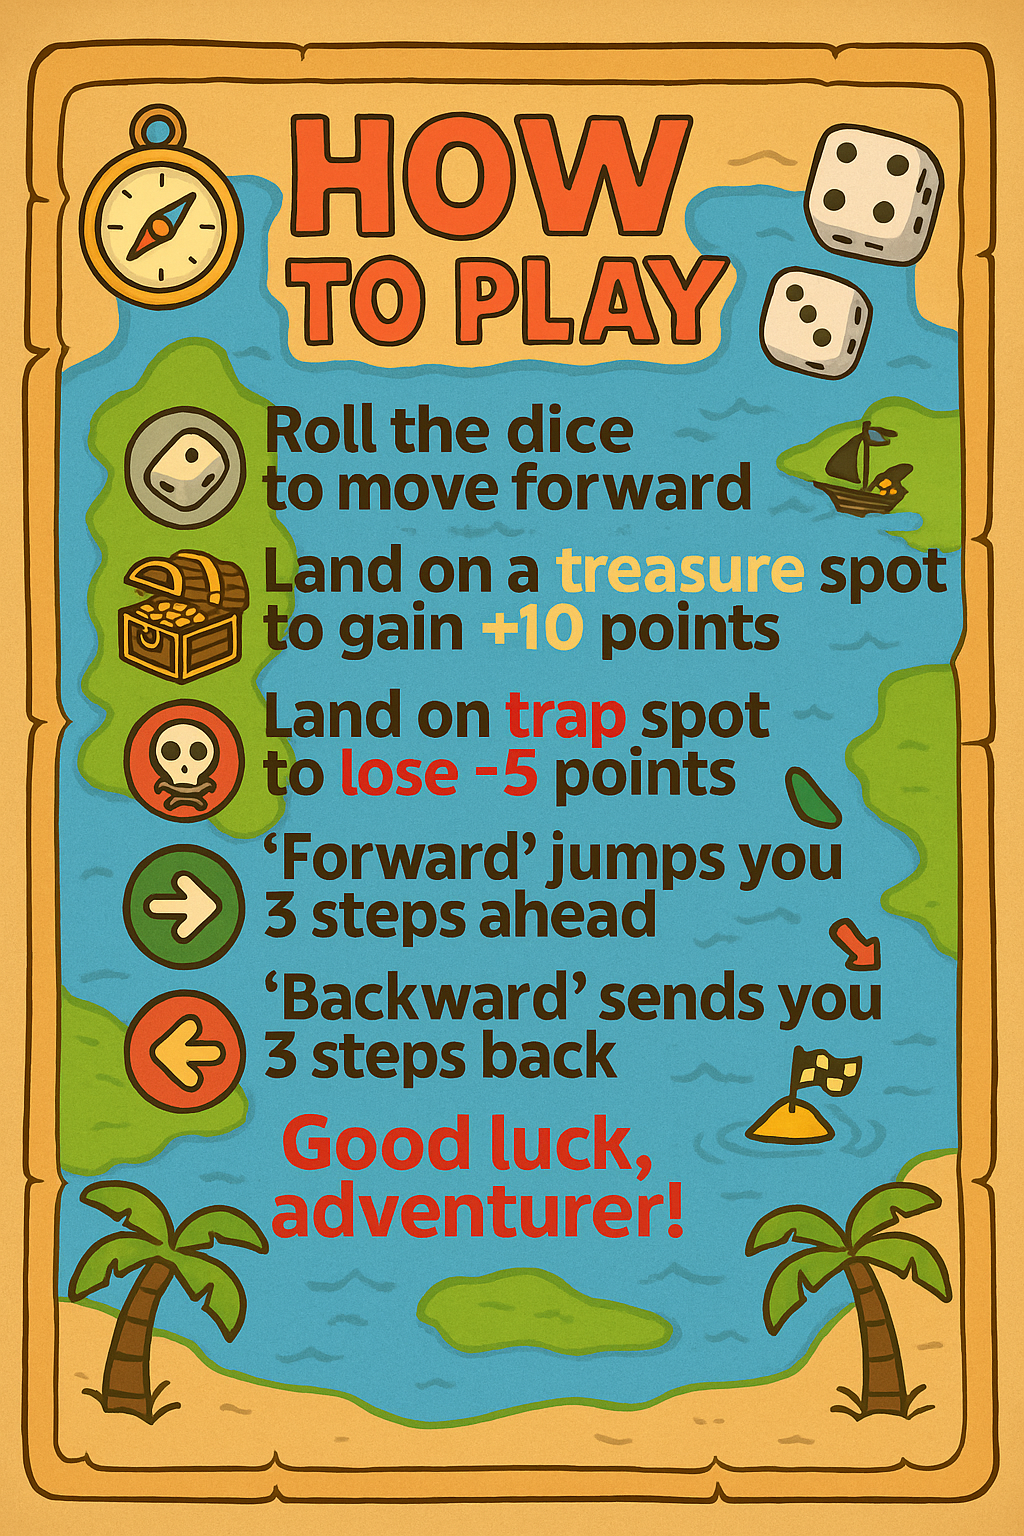 HOW
TO PLAY
Roll the dice
to move forward
Land on a treasure spot
to gain +10 points
Land on trap spot
to lose -5 points
‘Forward’ jumps you
3 steps ahead
‘Backward’ sends you
3 steps back
Good luck,
adventurer!